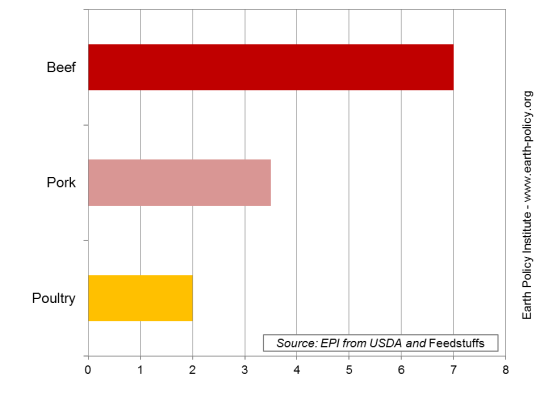 Beef
Pork
Poultry
Source: EPI from USDA and Feedstuffs
0 1 2 3 4 5 6 7 8
Earth Policy Institute - www.earth-policy.org